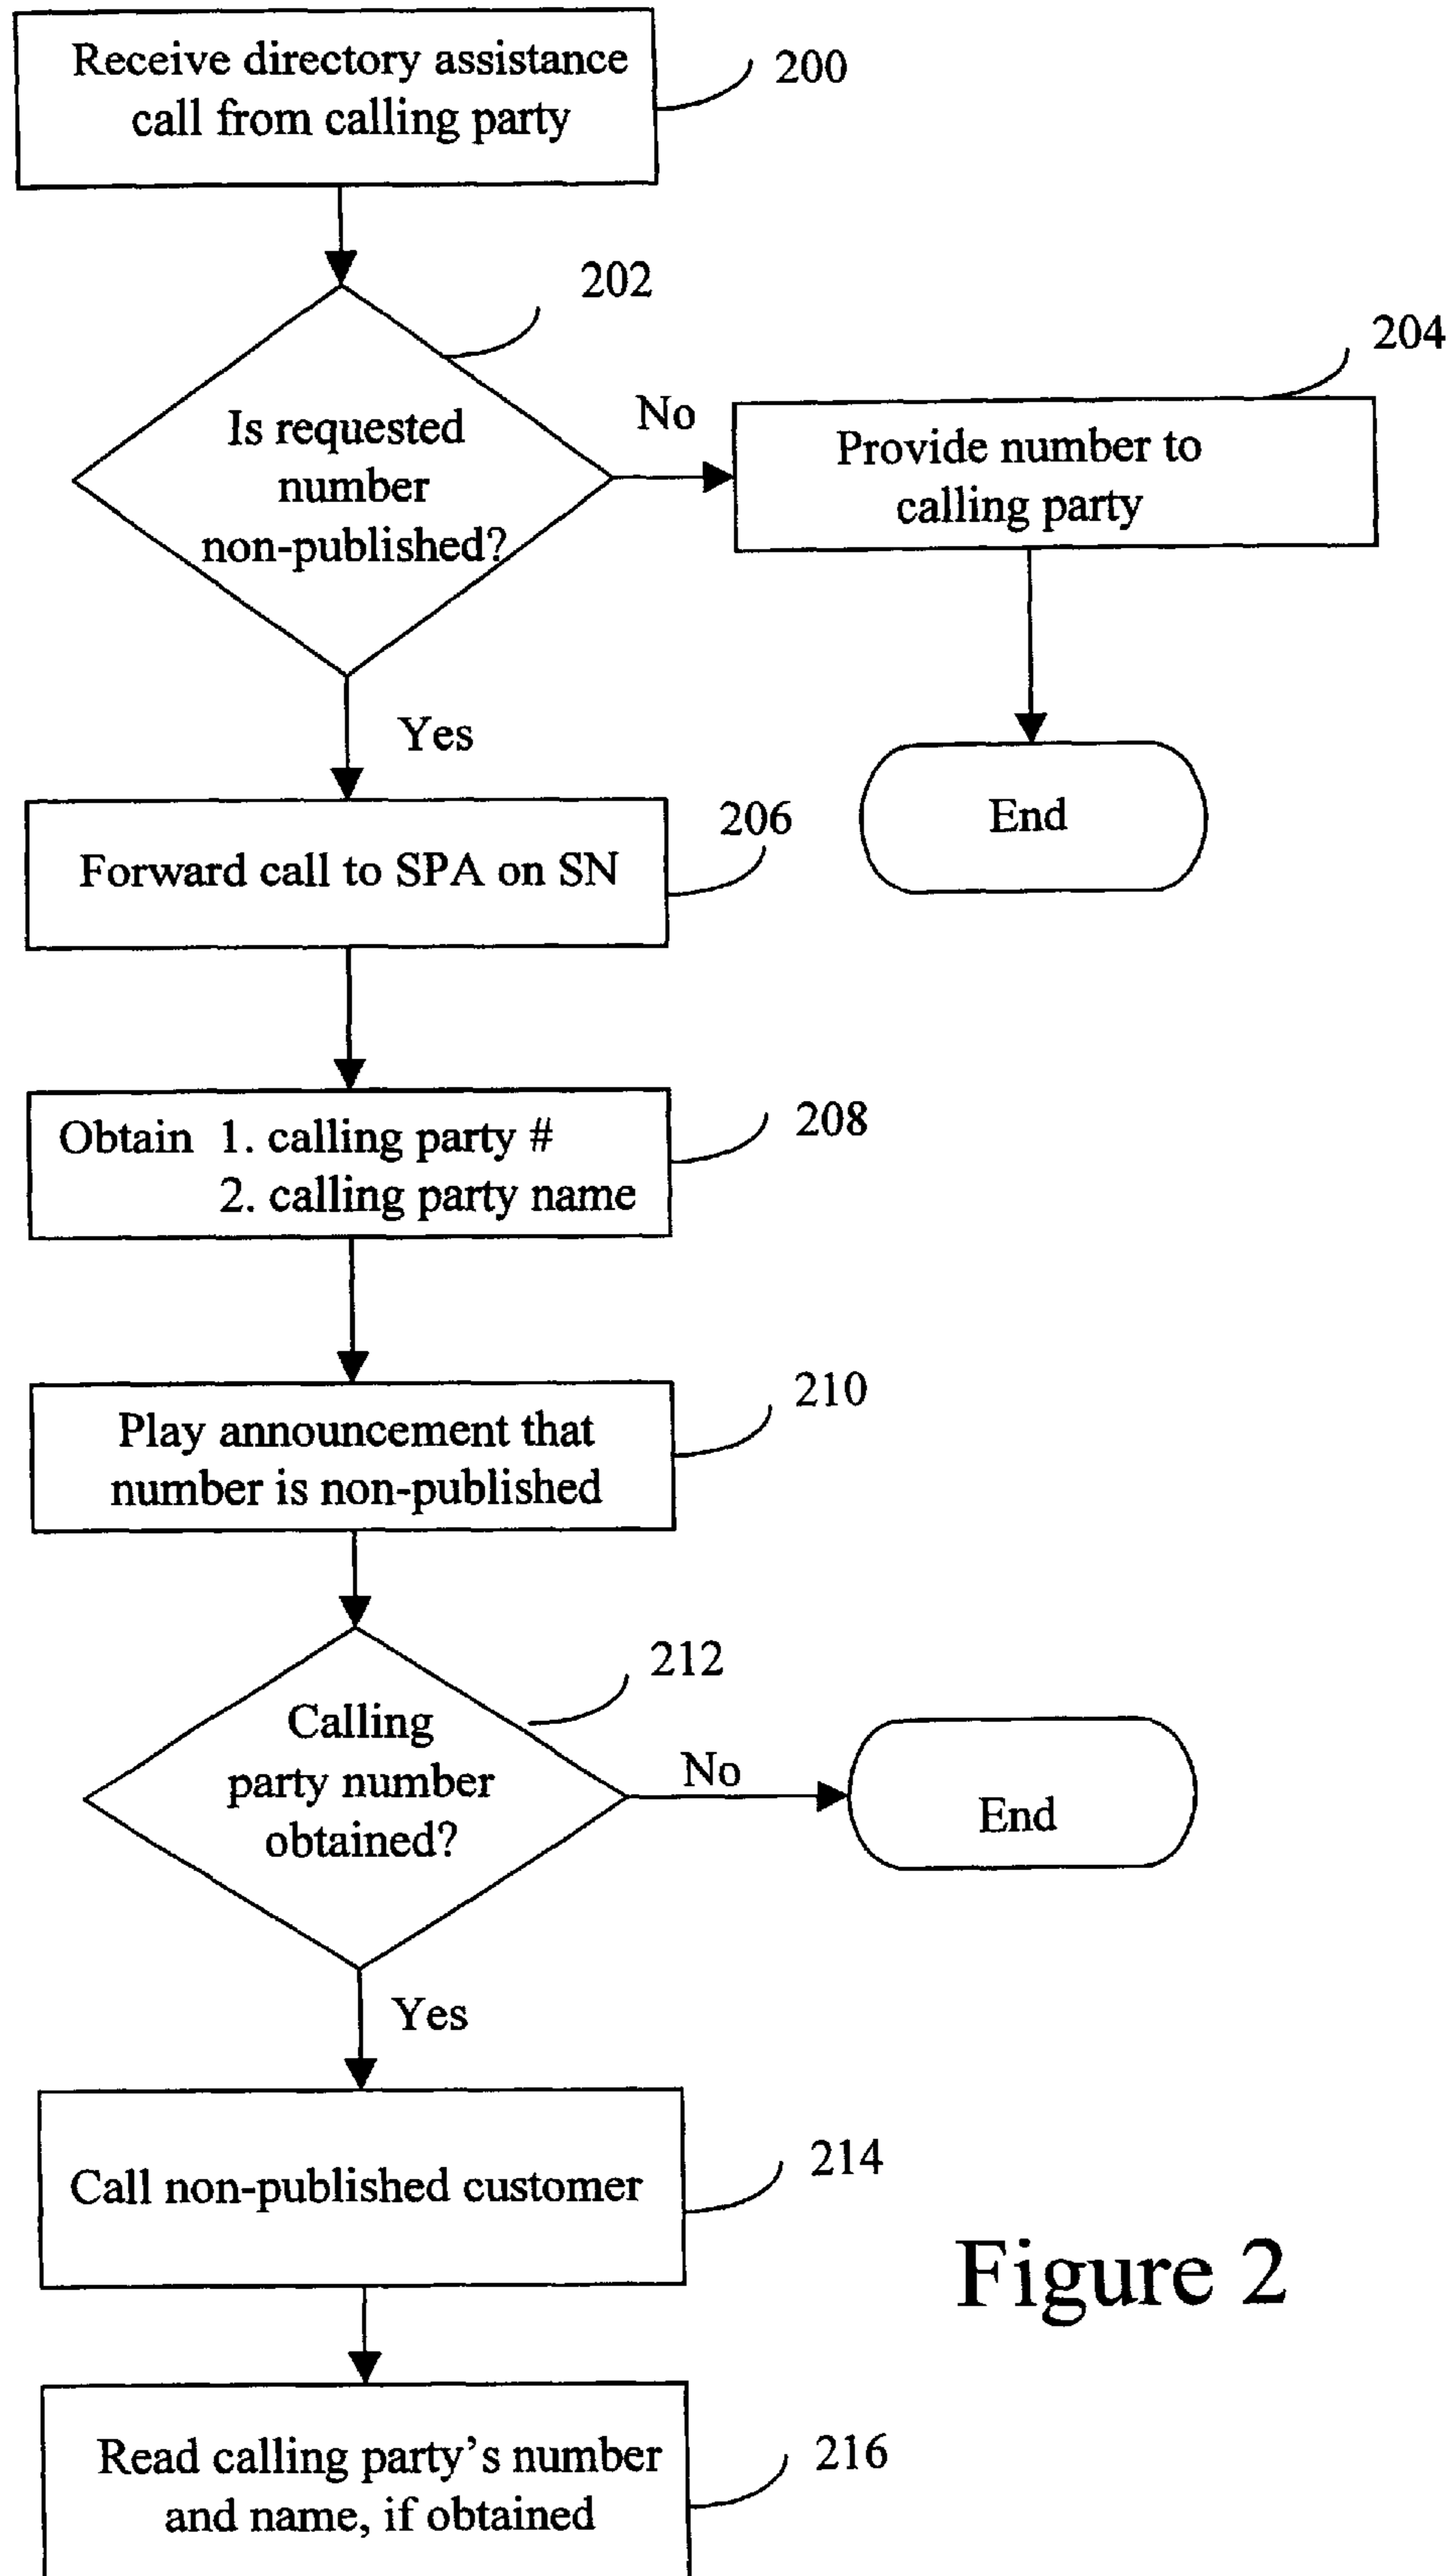 Receive directory assistance
call from calling party
200
202
204
Is requested
number
non-published?
No
Provide number to
calling party
Yes
End
206
Forward call to SPA on SN
208
Obtain 1. calling party #
2. calling party name
210
Play announcement that
number is non-published
212
Calling
party number
obtained?
No
End
Yes
214
Call non-published customer
Figure 2
216
Read calling party's number
and name, if obtained